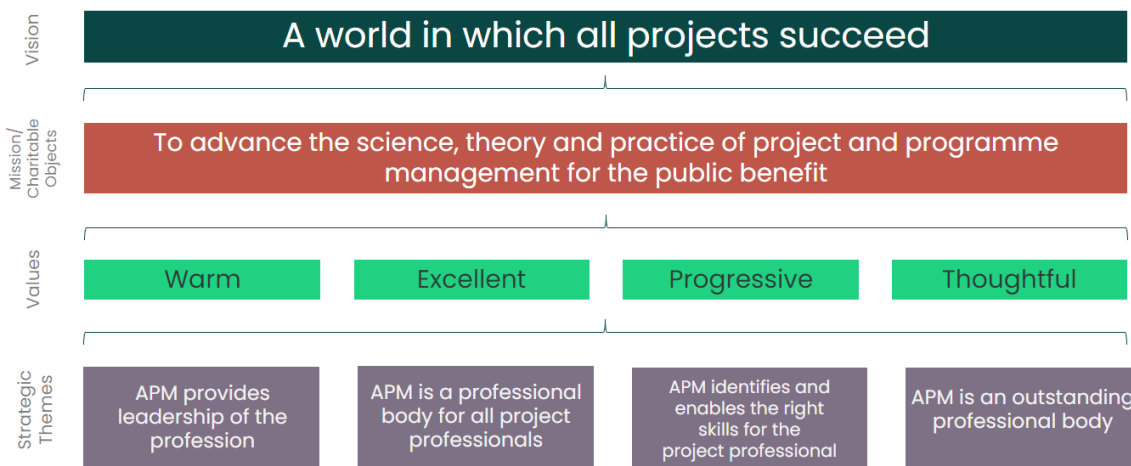 Vision
A world in which all projects succeed
Mission/
Charitable
Objects
To advance the science, theory and practice of project and programme
management for the public benefit
Values
Warm
Excellent
Progressive
Thoughtful
Strategic
Themes
APM provides
leadership of the
profession
APM is a professional
body for all project
professionals
APM identifies and
enables the right
skills for the
project professional
APM is an outstanding
professional body